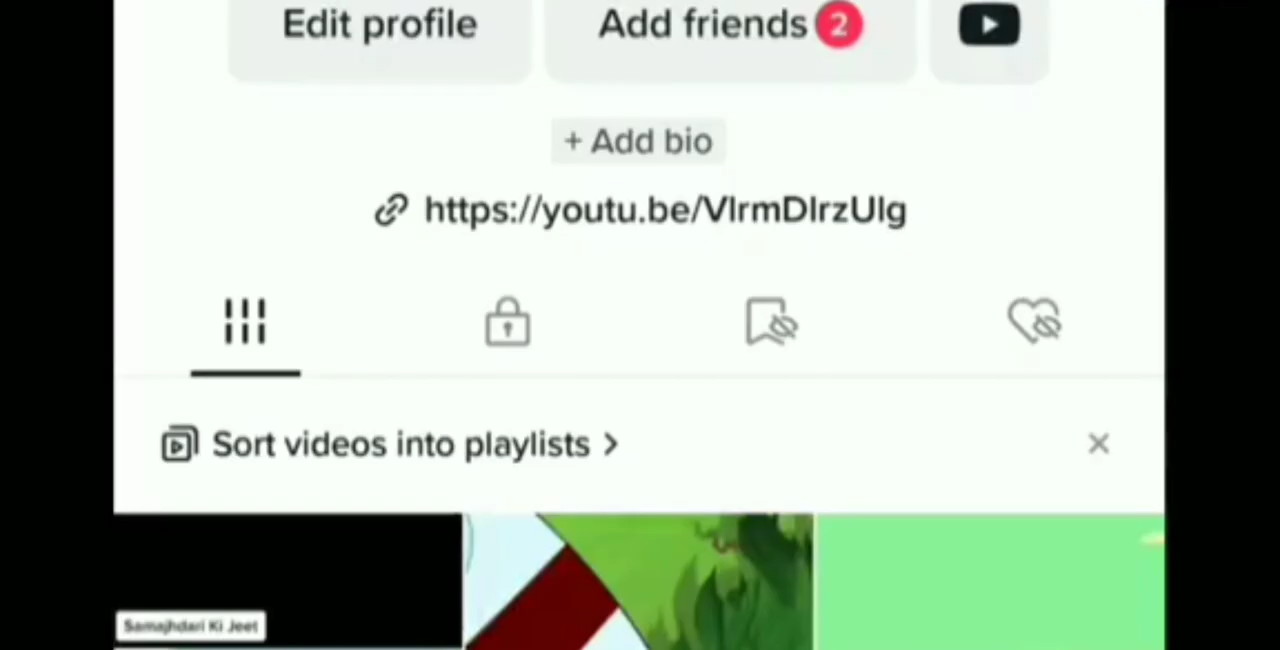 Edit profile
Add friends 2
+ Add bio
https://youtu.be/VlrmDlrzUlg
Sort videos into playlists >
Samajhdari Ki Jeet